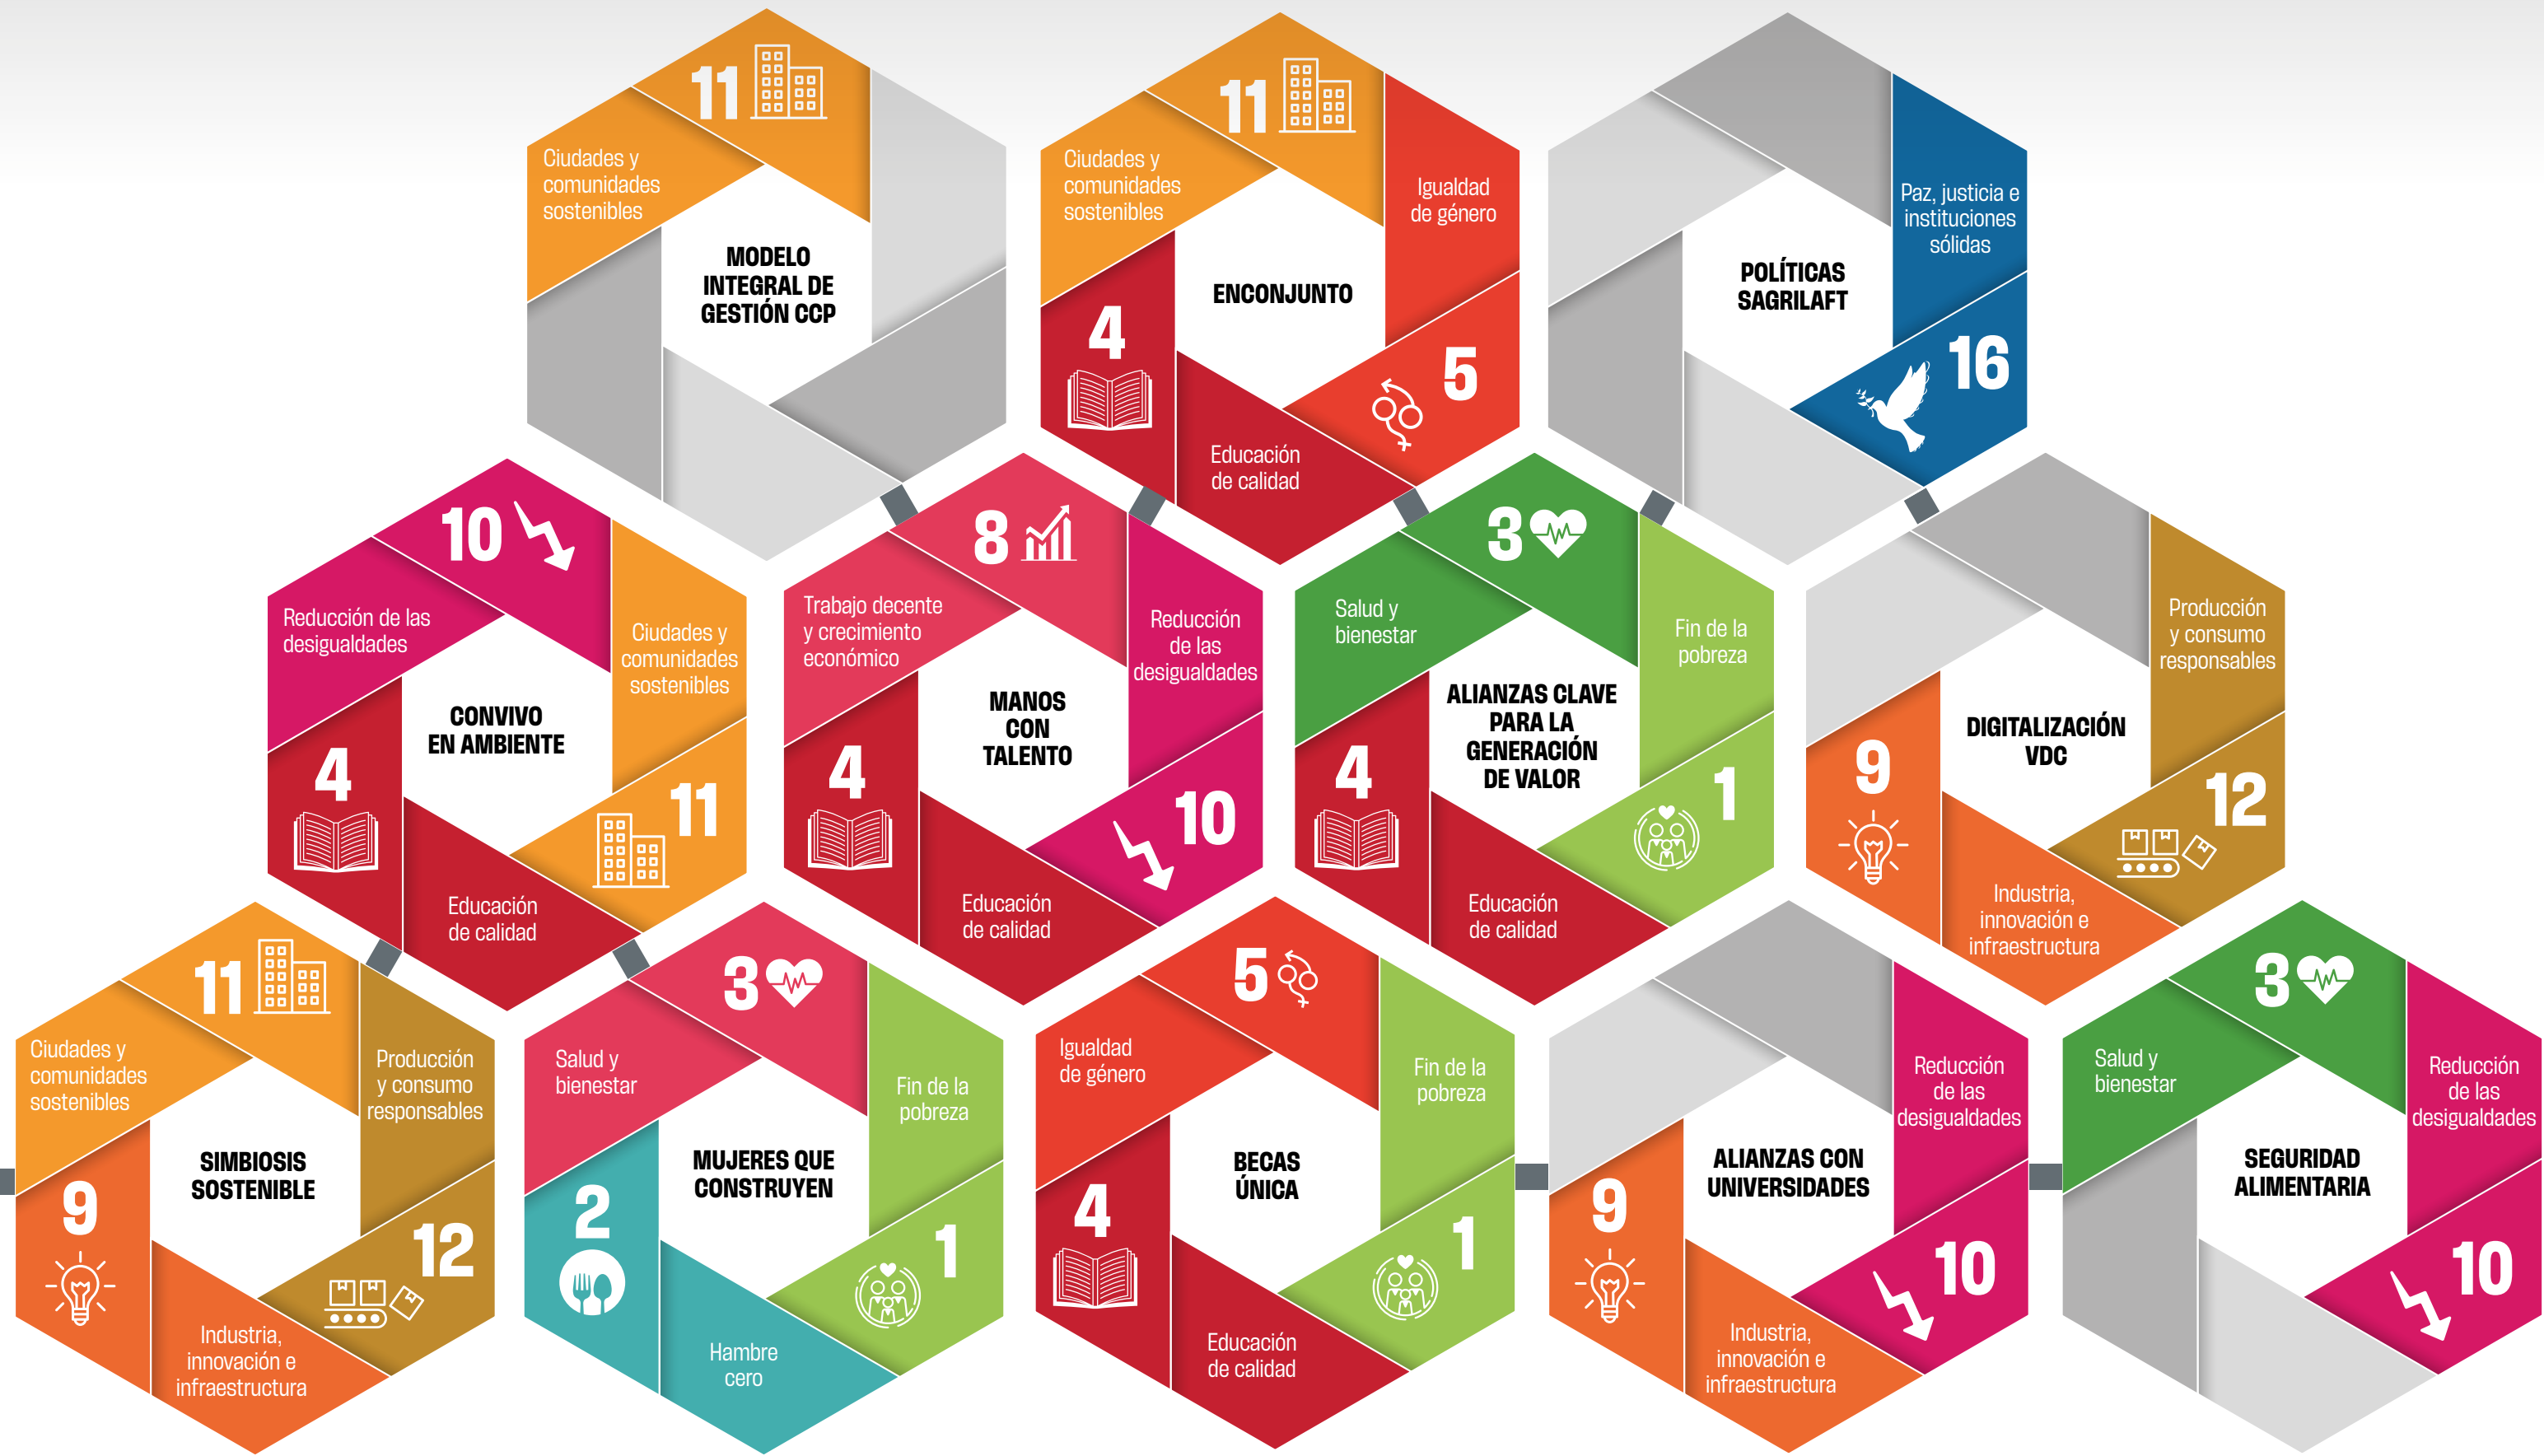 11
Ciudades y
comunidades
sostenibles
MODELO
INTEGRAL DE
GESTIÓN CCP
11
Ciudades y
comunidades
sostenibles
Igualdad
de género
ENCONJUNTO
4
5
Educación
de calidad
Paz, justicia e
instituciones
sólidas
POLÍTICAS
SAGRILAFT
16
10
Reducción de las
desigualdades
Ciudades y
comunidades
sostenibles
CONVIVO
EN AMBIENTE
4
11
Educación
de calidad
8
Trabajo decente
y crecimiento
económico
Reducción
de las
desigualdades
MANOS
CON
TALENTO
4
10
Educación
de calidad
3
Salud y
bienestar
Fin de la
pobreza
ALIANZAS CLAVE
PARA LA
GENERACIÓN
DE VALOR
4
1
Educación
de calidad
Producción
y consumo
responsables
DIGITALIZACIÓN
VDC
9
12
Industria,
innovación e
infraestructura
11
Ciudades y
comunidades
sostenibles
Producción
y consumo
responsables
SIMBIOSIS
SOSTENIBLE
9
12
Industria,
innovación e
infraestructura
3
Salud y
bienestar
Fin de la
pobreza
MUJERES QUE
CONSTRUYEN
2
1
Hambre
cero
5
Igualdad
de género
Fin de la
pobreza
BECAS
ÚNICA
4
1
Educación
de calidad
Reducción
de las
desigualdades
ALIANZAS CON
UNIVERSIDADES
9
10
Industria,
innovación e
infraestructura
3
Salud y
bienestar
Reducción
de las
desigualdades
SEGURIDAD
ALIMENTARIA
10